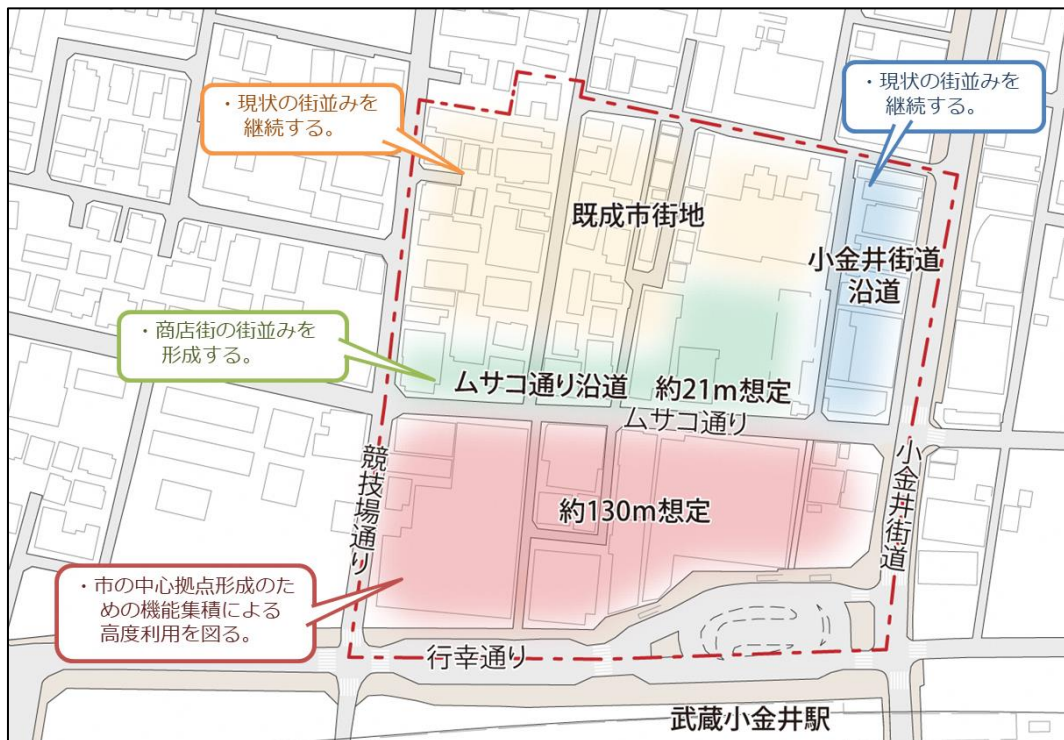 ・現状の街並みを
継続する。
・現状の街並みを
継続する。
既成市街地
小金井街道
沿道
・商店街の街並みを
形成する。
ムサコ通り沿道
約21m想定
ムサコ通り
競技場通り
約130m想定
小金井街道
・市の中心拠点形成のた
めの機能集積による
高度利用を図る。
行幸通り
武蔵小金井駅